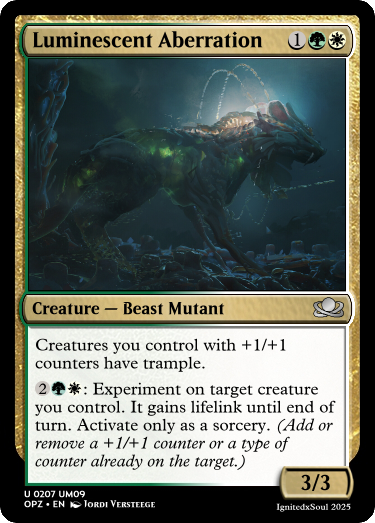 Luminescent Aberration 1
Creature — Beast Mutant
Creatures you control with +1/+1
counters have trample.
2: Experiment on target creature
you control. It gains lifelink until end of
turn. Activate only as a sorcery. (Add or
remove a +1/+1 counter or a type of
counter already on the target.)
3/3
U 0207 UM09
OPZ • EN Jordi Versteege
IgnitedxSoul 2025